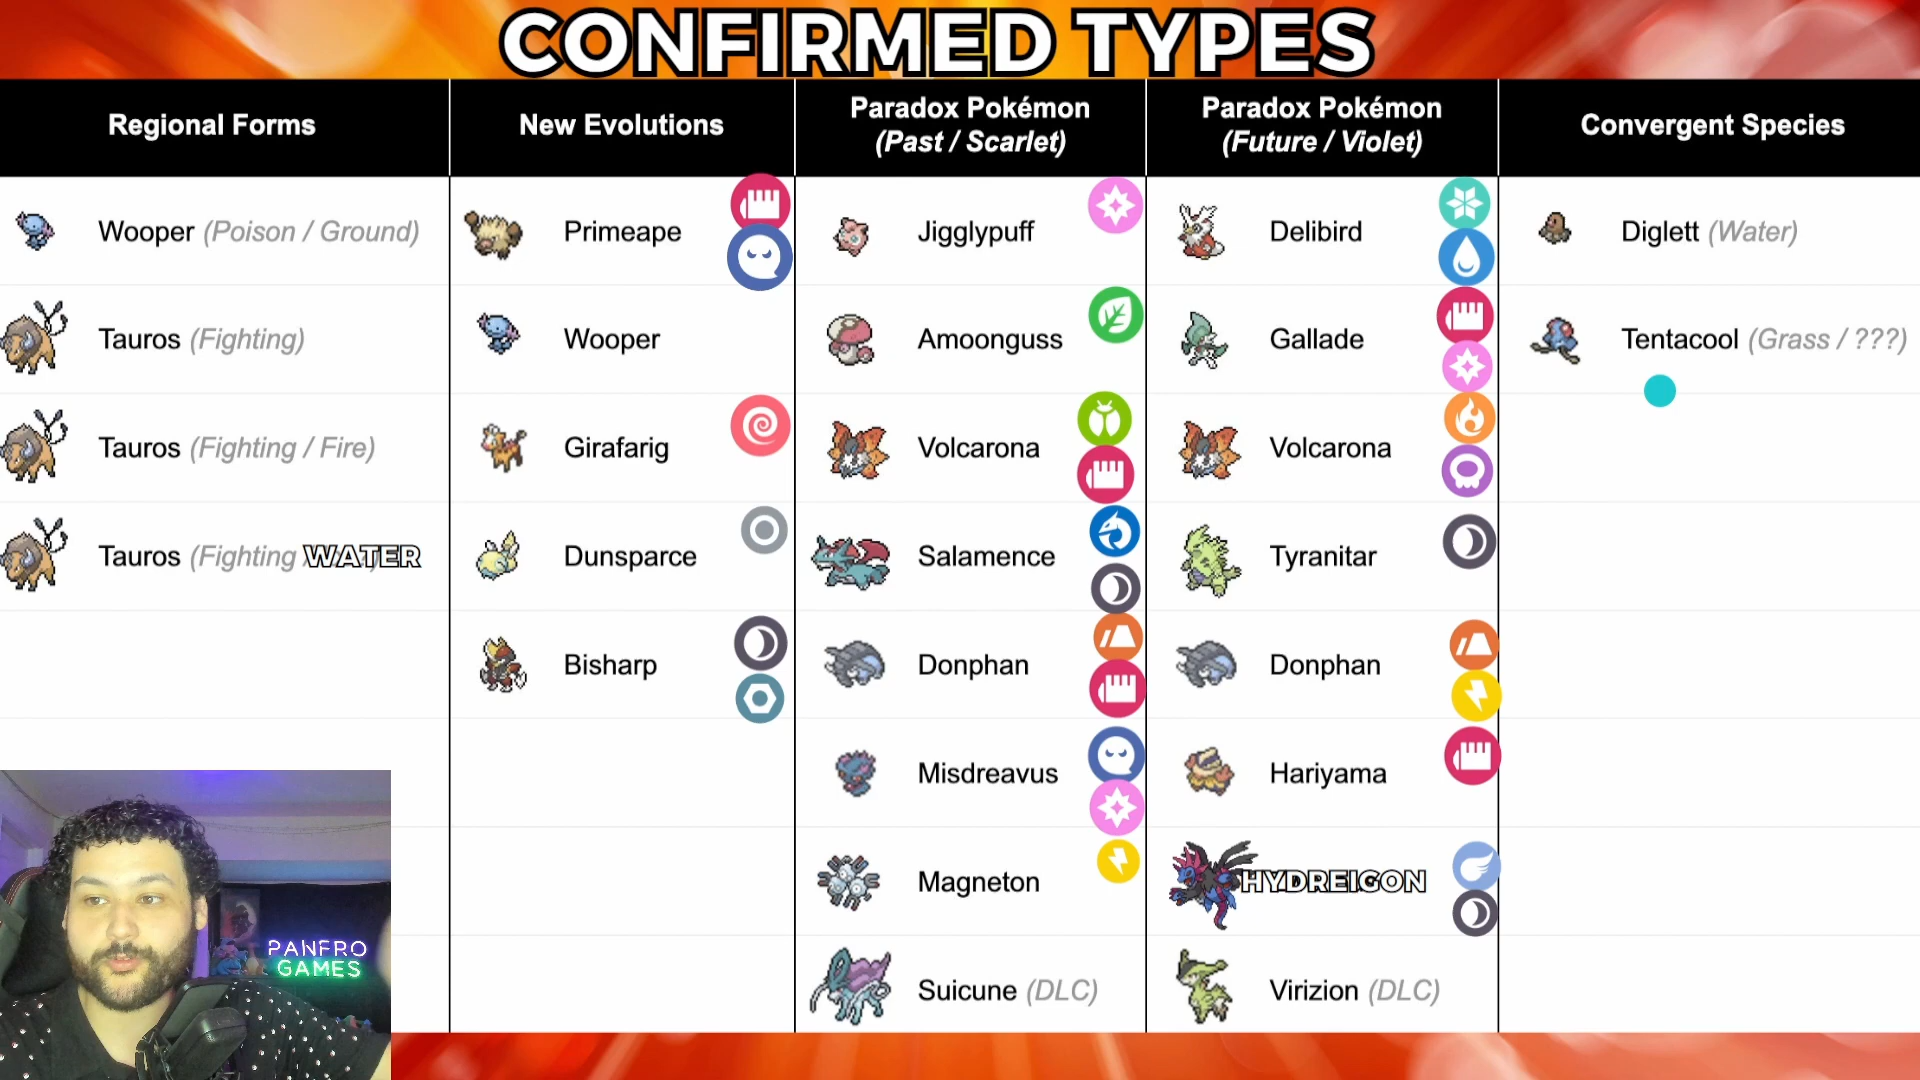 CONFIRMED TYPES
Regional Forms
New Evolutions
Paradox Pokémon
(Past / Scarlet)
Paradox Pokémon
(Future / Violet)
Convergent Species
Wooper (Poison / Ground)
Primeape
Jigglypuff
Delibird
Diglett (Water)
Tauros (Fighting)
Wooper
Amoonguss
Gallade
Tentacool (Grass / ???)
Tauros (Fighting / Fire)
Girafarig
Volcarona
Volcarona
Tauros (Fighting WATER
Dunsparce
Salamence
Tyranitar
Bisharp
Donphan
Donphan
Misdreavus
Hariyama
Magneton
HYDREIGON
Suicune (DLC)
Virizion (DLC)
PANFRO
GAMES